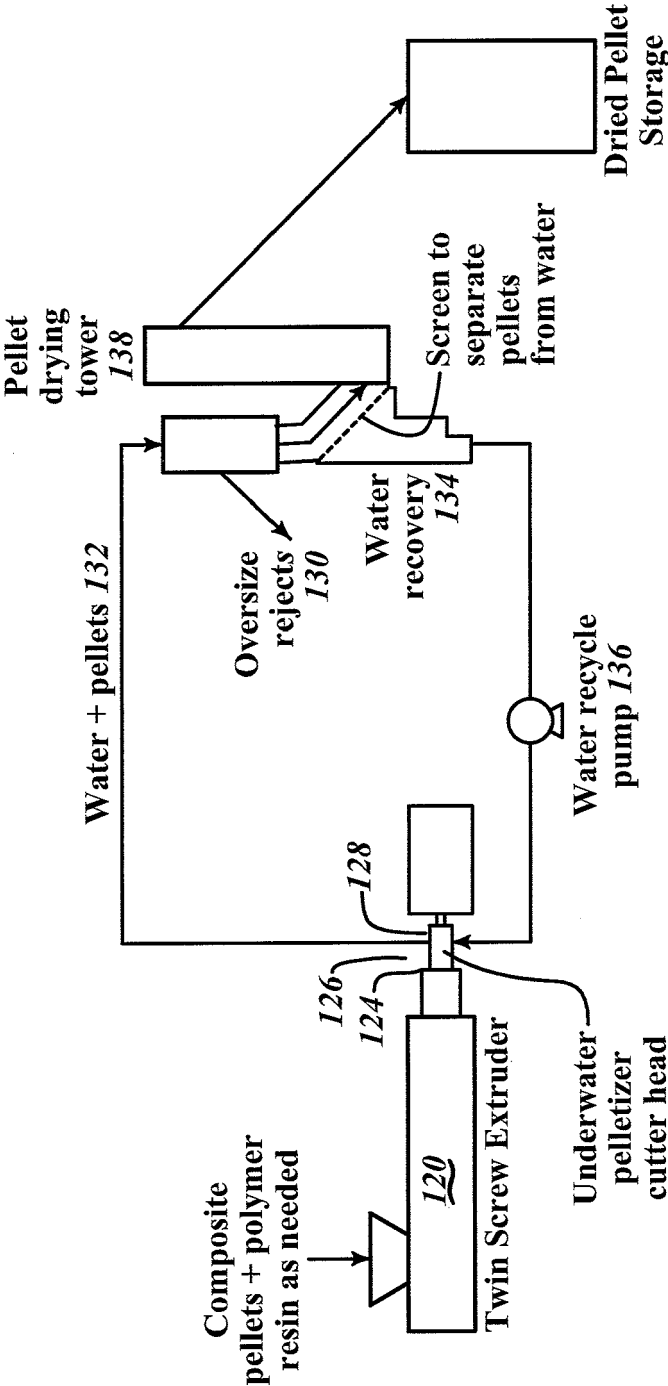 Composite
pellets + polymer
resin as needed
120
Twin Screw Extruder
126
124
128
Underwater
pelletizer
cutter head
Water + pellets 132
Oversize
rejects
130
Water
recovery
134
Water recycle
pump 136
Pellet
drying
tower
138
Screen to
separate
pellets
from water
Dried Pellet
Storage